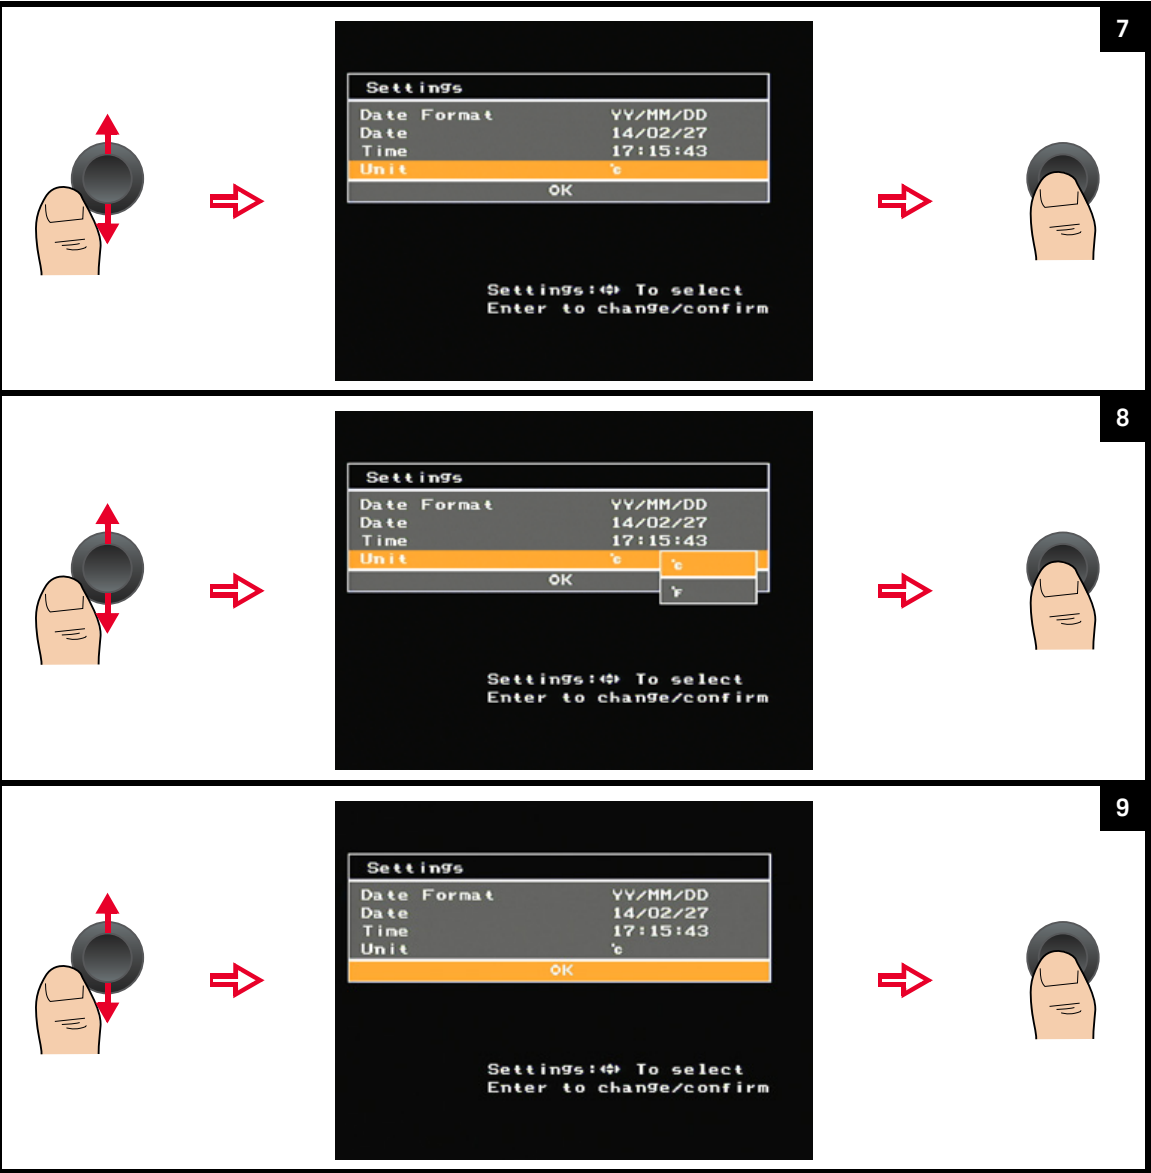 7
Settings
Date Format YY/MM/DD
Date 14/02/27
Time 17:15:43
Unit °C
OK
Settings: To select
Enter to change/confirm
8
Settings
Date Format YY/MM/DD
Date 14/02/27
Time 17:15:43
Unit °C
°C
OK
°F
Settings: To select
Enter to change/confirm
9
Settings
Date Format YY/MM/DD
Date 14/02/27
Time 17:15:43
Unit °C
OK
Settings: To select
Enter to change/confirm